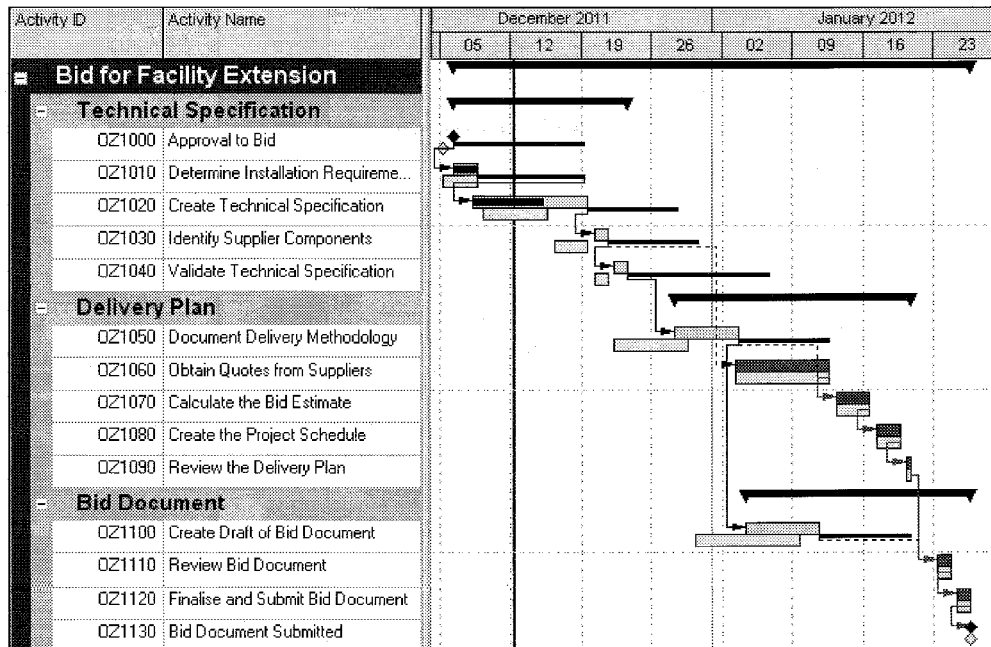 Activity ID Activity Name December 2011 January 2012
05 12 19 26 02 09 16 23
Bid for Facility Extension
Technical Specification
OZ1000 Approval to Bid
OZ1010 Determine Installation Requireme...
OZ1020 Create Technical Specification
OZ1030 Identify Supplier Components
OZ1040 Validate Technical Specification
Delivery Plan
OZ1050 Document Delivery Methodology
OZ1060 Obtain Quotes from Suppliers
OZ1070 Calculate the Bid Estimate
OZ1080 Create the Project Schedule
OZ1090 Review the Delivery Plan
Bid Document
OZ1100 Create Draft of Bid Document
OZ1110 Review Bid Document
OZ1120 Finalise and Submit Bid Document
OZ1130 Bid Document Submitted